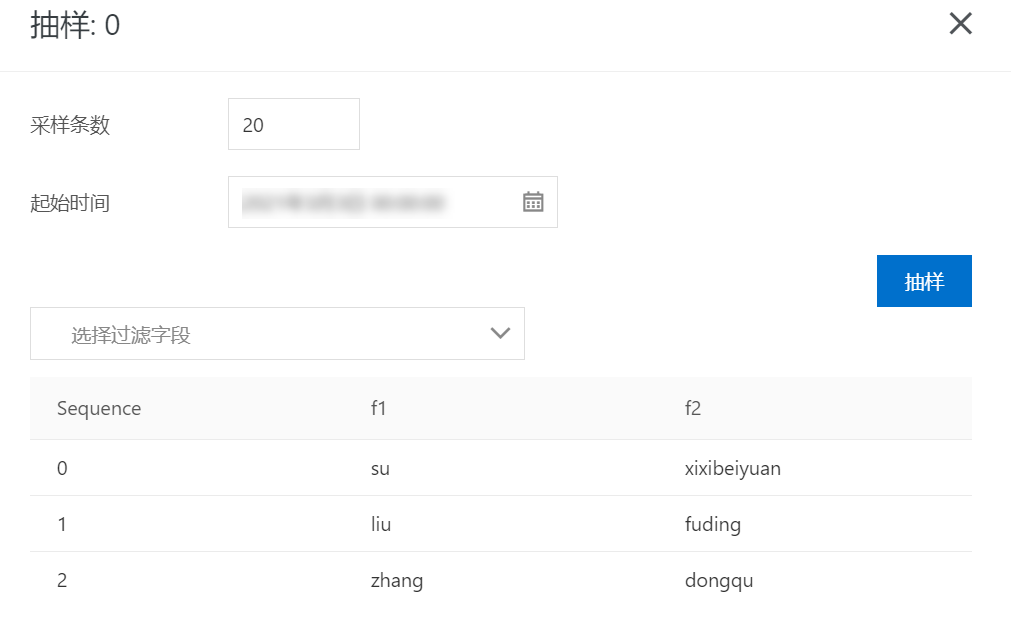 抽样: 0
采样条数 20
起始时间
抽样
选择过滤字段
Sequence f1 f2
0 su xixibeiyuan
1 liu fuding
2 zhang dongqu